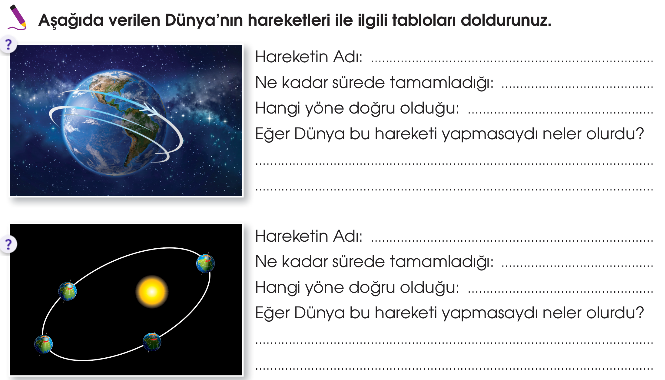 Aşağıda verilen Dünya'nın hareketleri ile ilgili tabloları doldurunuz.
?
Hareketin Adı: ..........................................................................
Ne kadar sürede tamamladığı: ........................................
Hangi yöne doğru olduğu: .................................................
Eğer Dünya bu hareketi yapmasaydı neler olurdu?
.........................................................................................................
.........................................................................................................
?
Hareketin Adı: ..........................................................................
Ne kadar sürede tamamladığı: ........................................
Hangi yöne doğru olduğu: .................................................
Eğer Dünya bu hareketi yapmasaydı neler olurdu?
.........................................................................................................
.........................................................................................................